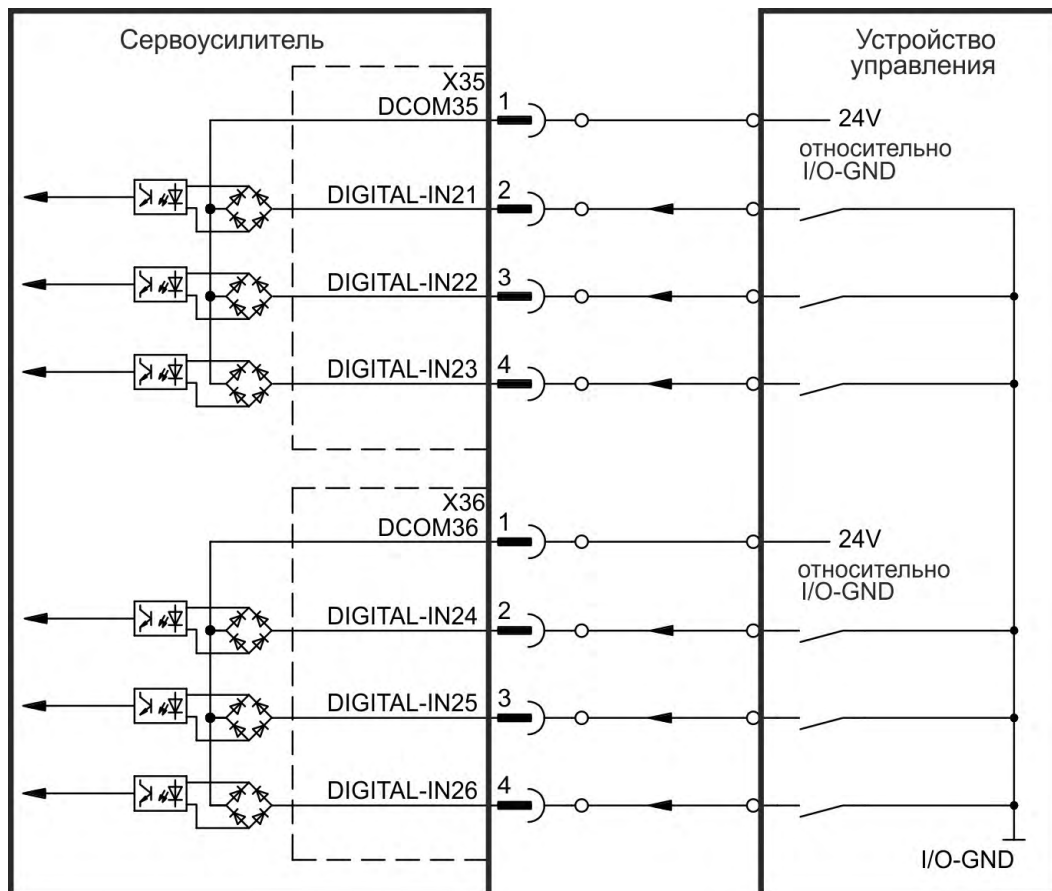 Сервоусилитель
Устройство
управления
X35
DCOM35
1
24V
относительно
I/O-GND
DIGITAL-IN21
2
DIGITAL-IN22
3
DIGITAL-IN23
4
X36
DCOM36
1
24V
относительно
I/O-GND
DIGITAL-IN24
2
DIGITAL-IN25
3
DIGITAL-IN26
4
I/O-GND